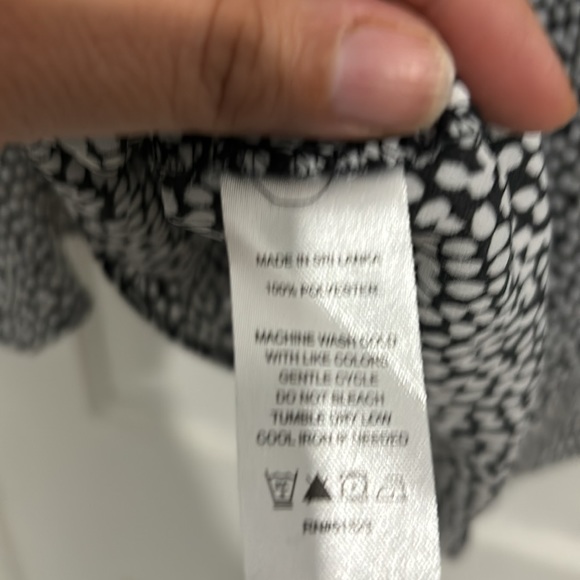 MADE IN SRI LANKA
100% POLYESTER
MACHINE WASH COLD
WITH LIKE COLORS
GENTLE CYCLE
DO NOT BLEACH
TUMBLE DRY LOW
COOL IRON IF NEEDED